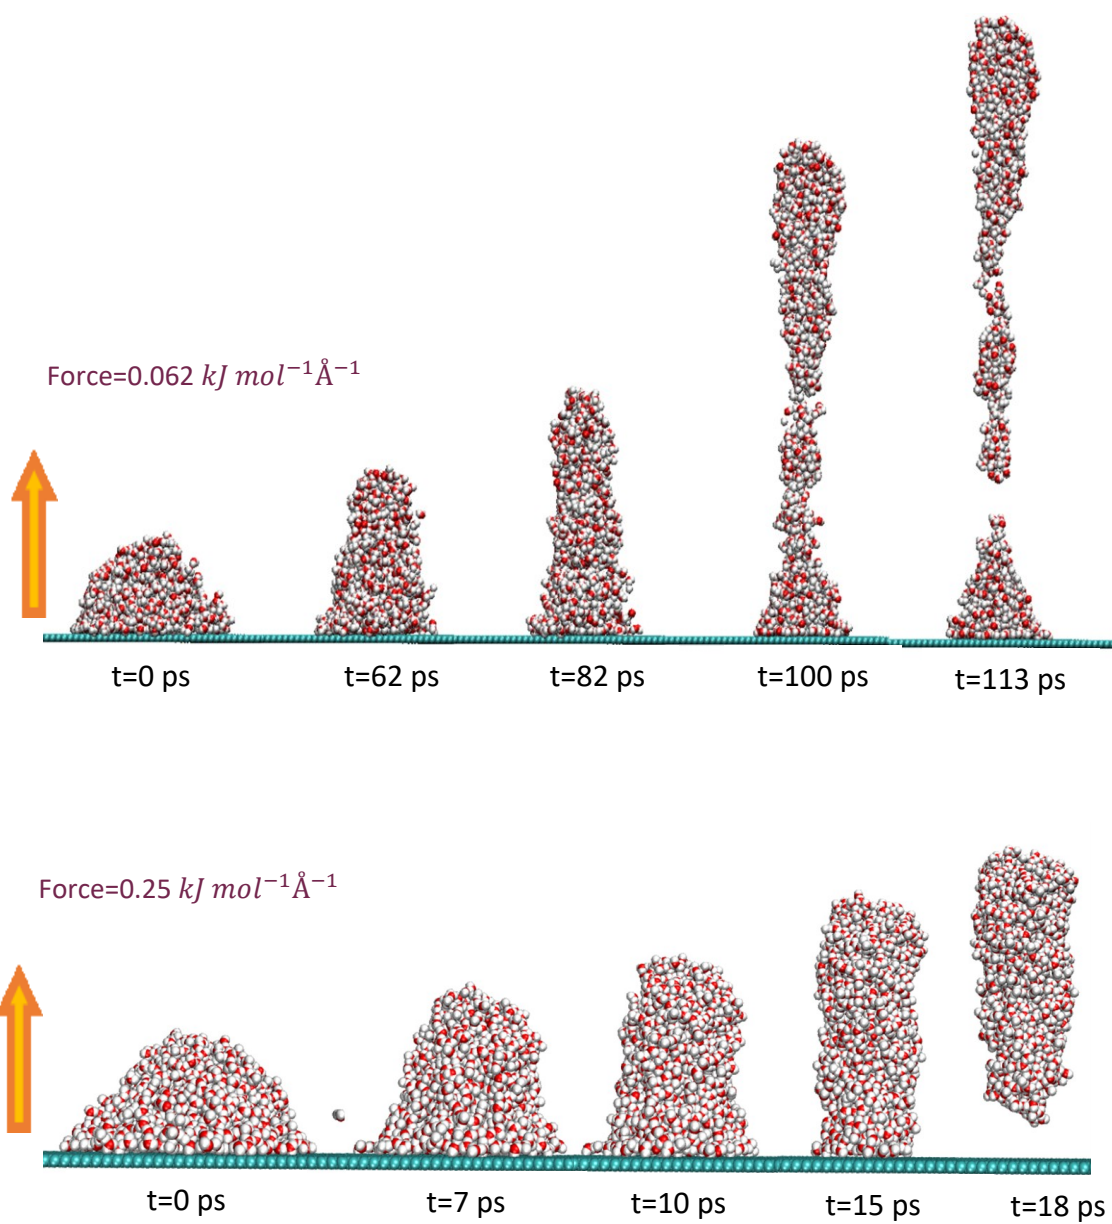 Force=0.062 kJ mol⁻¹Å⁻¹
t=0 ps
t=62 ps
t=82 ps
t=100 ps
t=113 ps
Force=0.25 kJ mol⁻¹Å⁻¹
t=0 ps
t=7 ps
t=10 ps
t=15 ps
t=18 ps